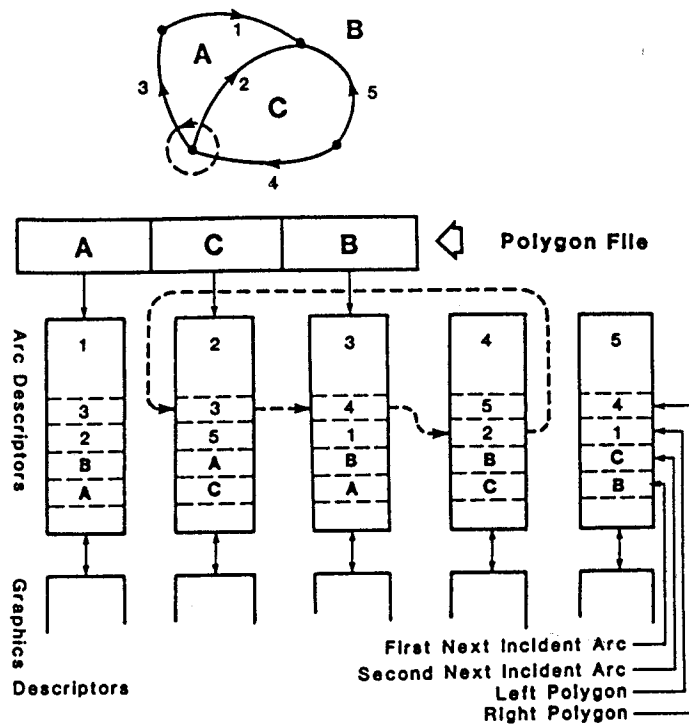 1
B
A
3
2
5
C
4
A C B Polygon File
Arc Descriptors
1 2 3 4 5
3 3 4 5 4
2 5 1 2 1
B A B B C
A C A C B
Graphics
Descriptors
First Next Incident Arc
Second Next Incident Arc
Left Polygon
Right Polygon